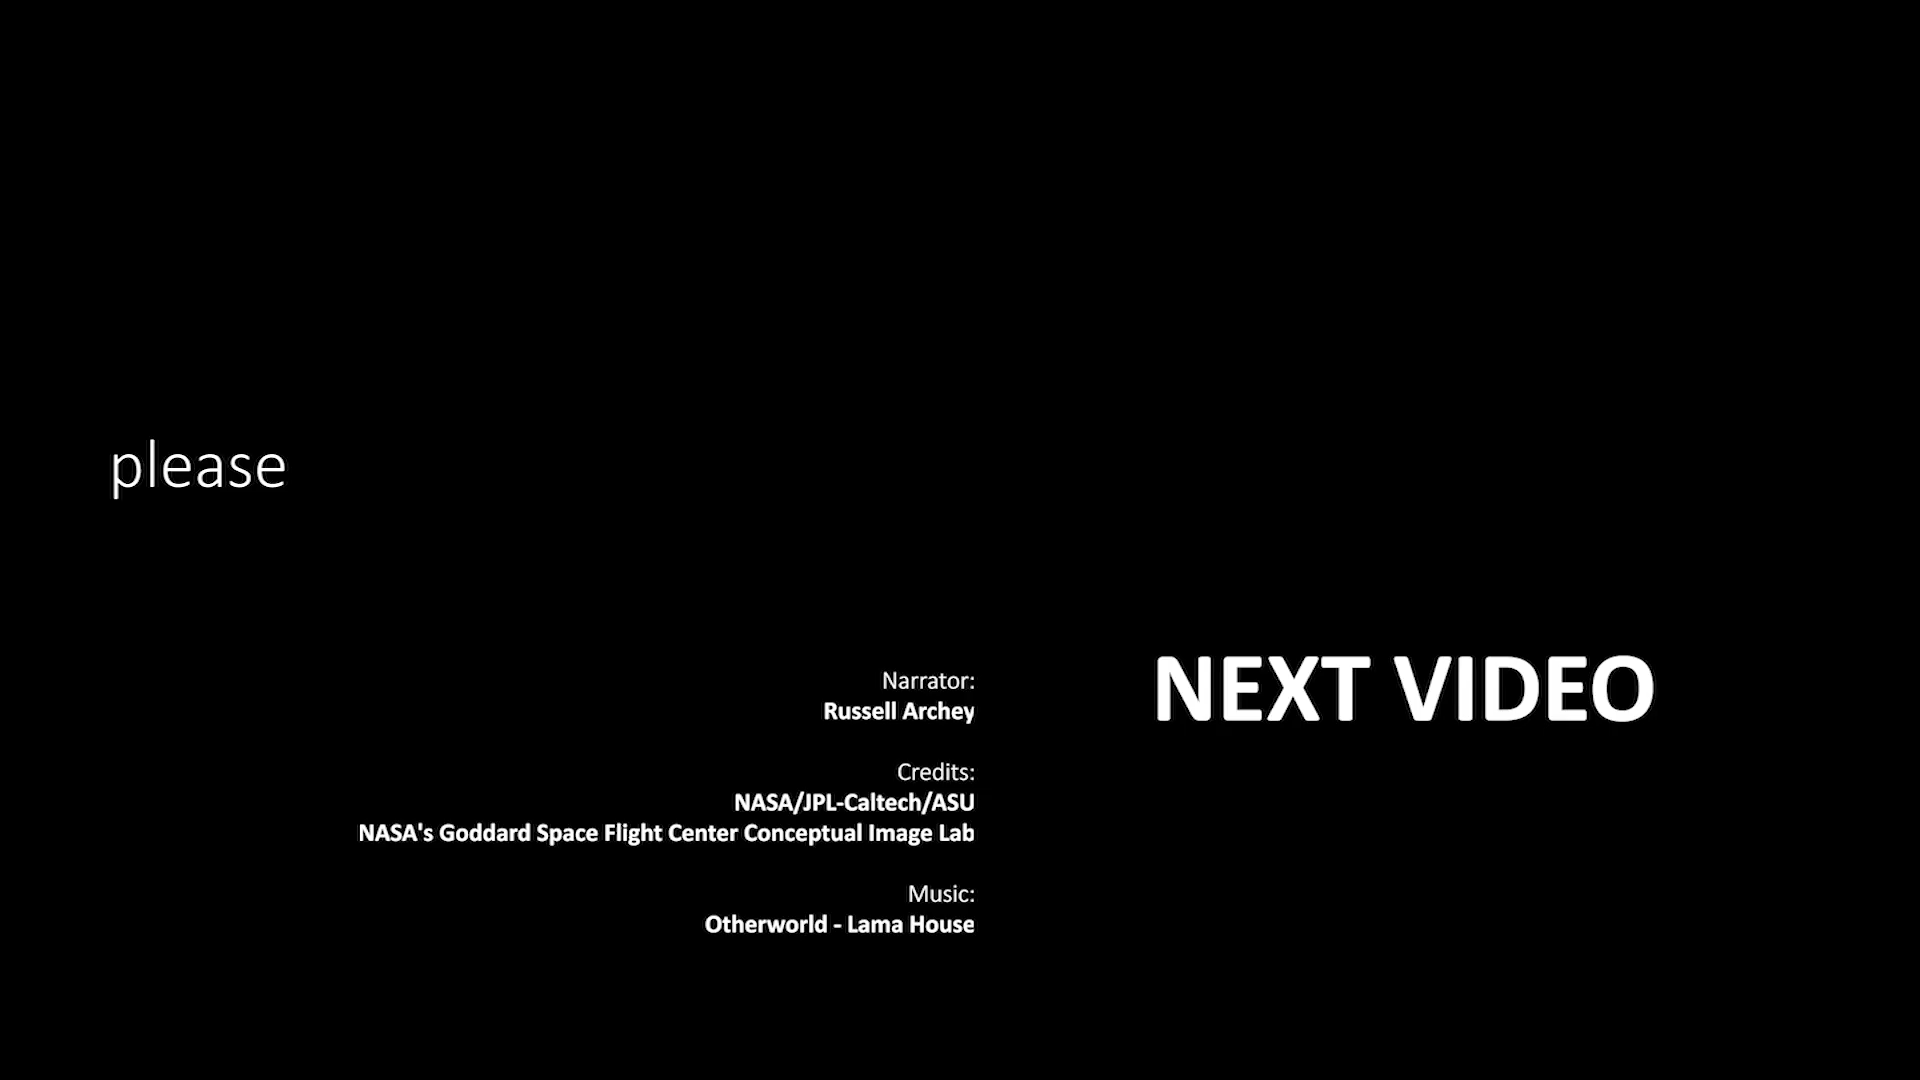 please
Narrator:
Russell Archey
Credits:
NASA/JPL-Caltech/ASU
NASA's Goddard Space Flight Center Conceptual Image Lab
Music:
Otherworld - Lama House
NEXT VIDEO